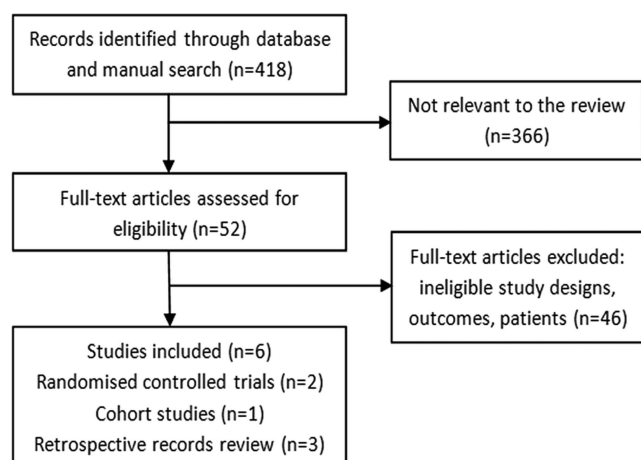 Records identified through database
and manual search (n=418)
Not relevant to the review
(n=366)
Full-text articles assessed for
eligibility (n=52)
Full-text articles excluded:
ineligible study designs,
outcomes, patients (n=46)
Studies included (n=6)
Randomised controlled trials (n=2)
Cohort studies (n=1)
Retrospective records review (n=3)